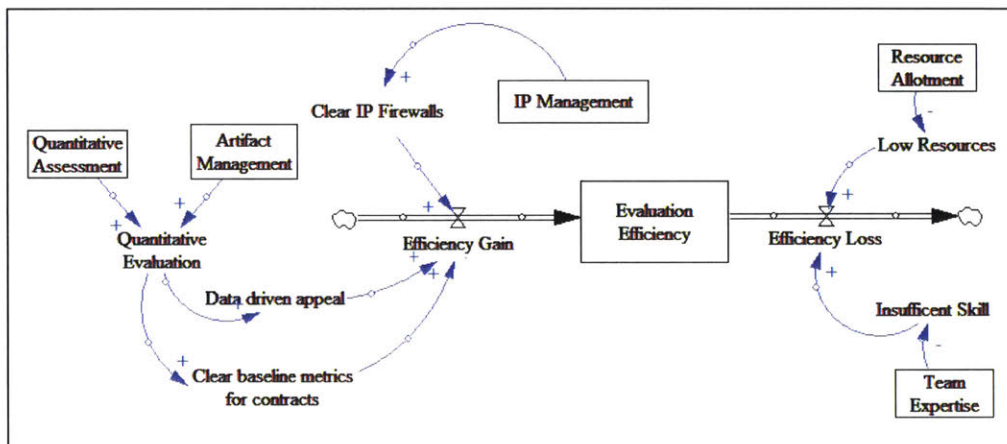 Resource
Allotment
IP Management
+
Clear IP Firewalls
-
Low Resources
Quantitative
Assessment
Artifact
Management
+
+
+
+
Quantitative
Evaluation
Efficiency Gain
Evaluation
Efficiency
Efficiency Loss
+
+
+
Data driven appeal
+
Insufficent Skill
+
Clear baseline metrics
for contracts
-
Team
Expertise